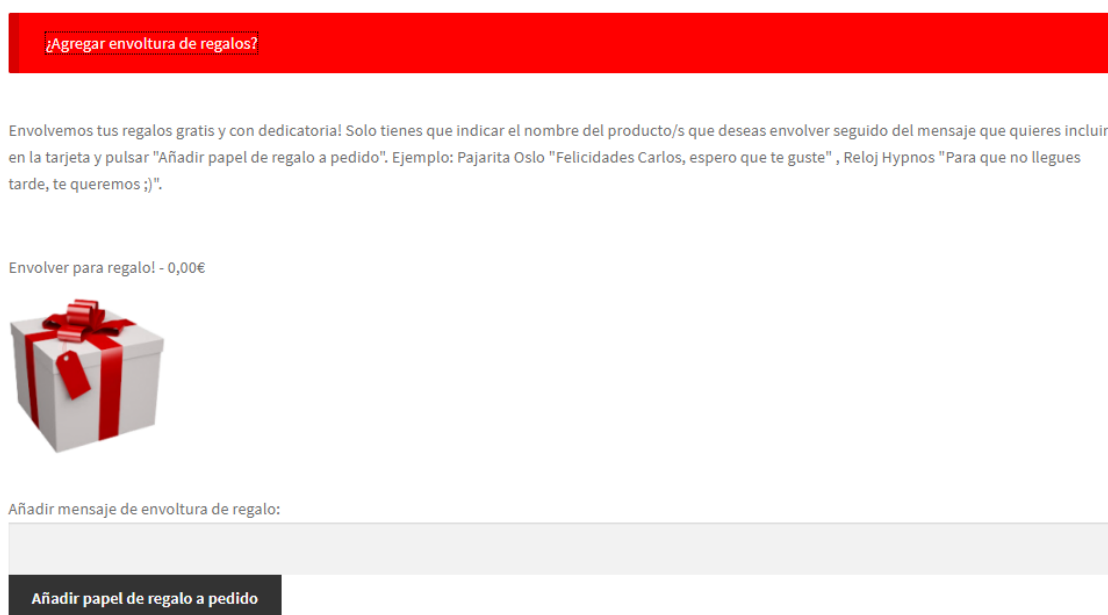 ¿Agregar envoltura de regalos?
Envolvemos tus regalos gratis y con dedicatoria! Solo tienes que indicar el nombre del producto/s que deseas envolver seguido del mensaje que quieres incluir
en la tarjeta y pulsar "Añadir papel de regalo a pedido". Ejemplo: Pajarita Oslo "Felicidades Carlos, espero que te guste" , Reloj Hypnos "Para que no llegues
tarde, te queremos ;)".
Envolver para regalo! - 0,00€
Añadir mensaje de envoltura de regalo:
Añadir papel de regalo a pedido